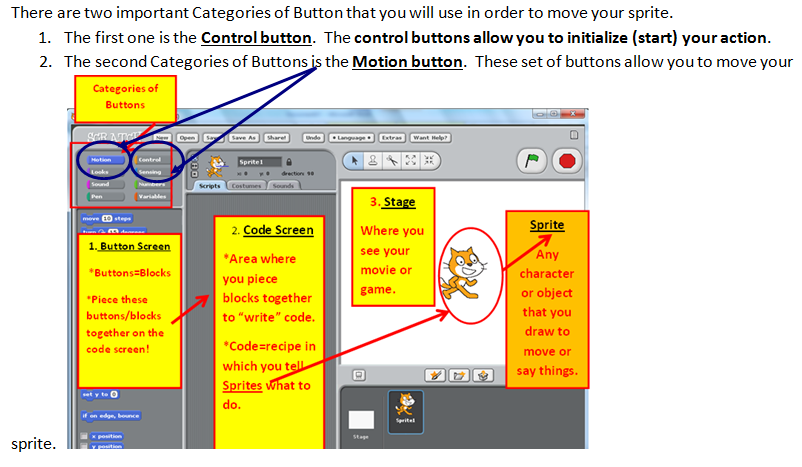 There are two important Categories of Button that you will use in order to move your sprite.
1. The first one is the Control button. The control buttons allow you to initialize (start) your action.
2. The second Categories of Buttons is the Motion button. These set of buttons allow you to move your
sprite.
Categories of
Buttons
SCRATCH
New Open Save Save As Share! Undo Language Extras Want Help?
Motion Control
Looks Sensing
Sound Numbers
Pen Variables
Sprite1
x: 0 y: 0 direction: 90
Scripts Costumes Sounds
move 10 steps
turn 15 degrees
1. Button Screen
*Buttons=Blocks
*Piece these
buttons/blocks
together on the
code screen!
set y to 0
if on edge, bounce
x position
y position
2. Code Screen
*Area where
you piece
blocks together
to "write" code.
*Code=recipe in
which you tell
Sprites what to
do.
3. Stage
Where you
see your
movie or
game.
Sprite
Any
character
or object
that you
draw to
move or
say things.
Sprite1
Stage